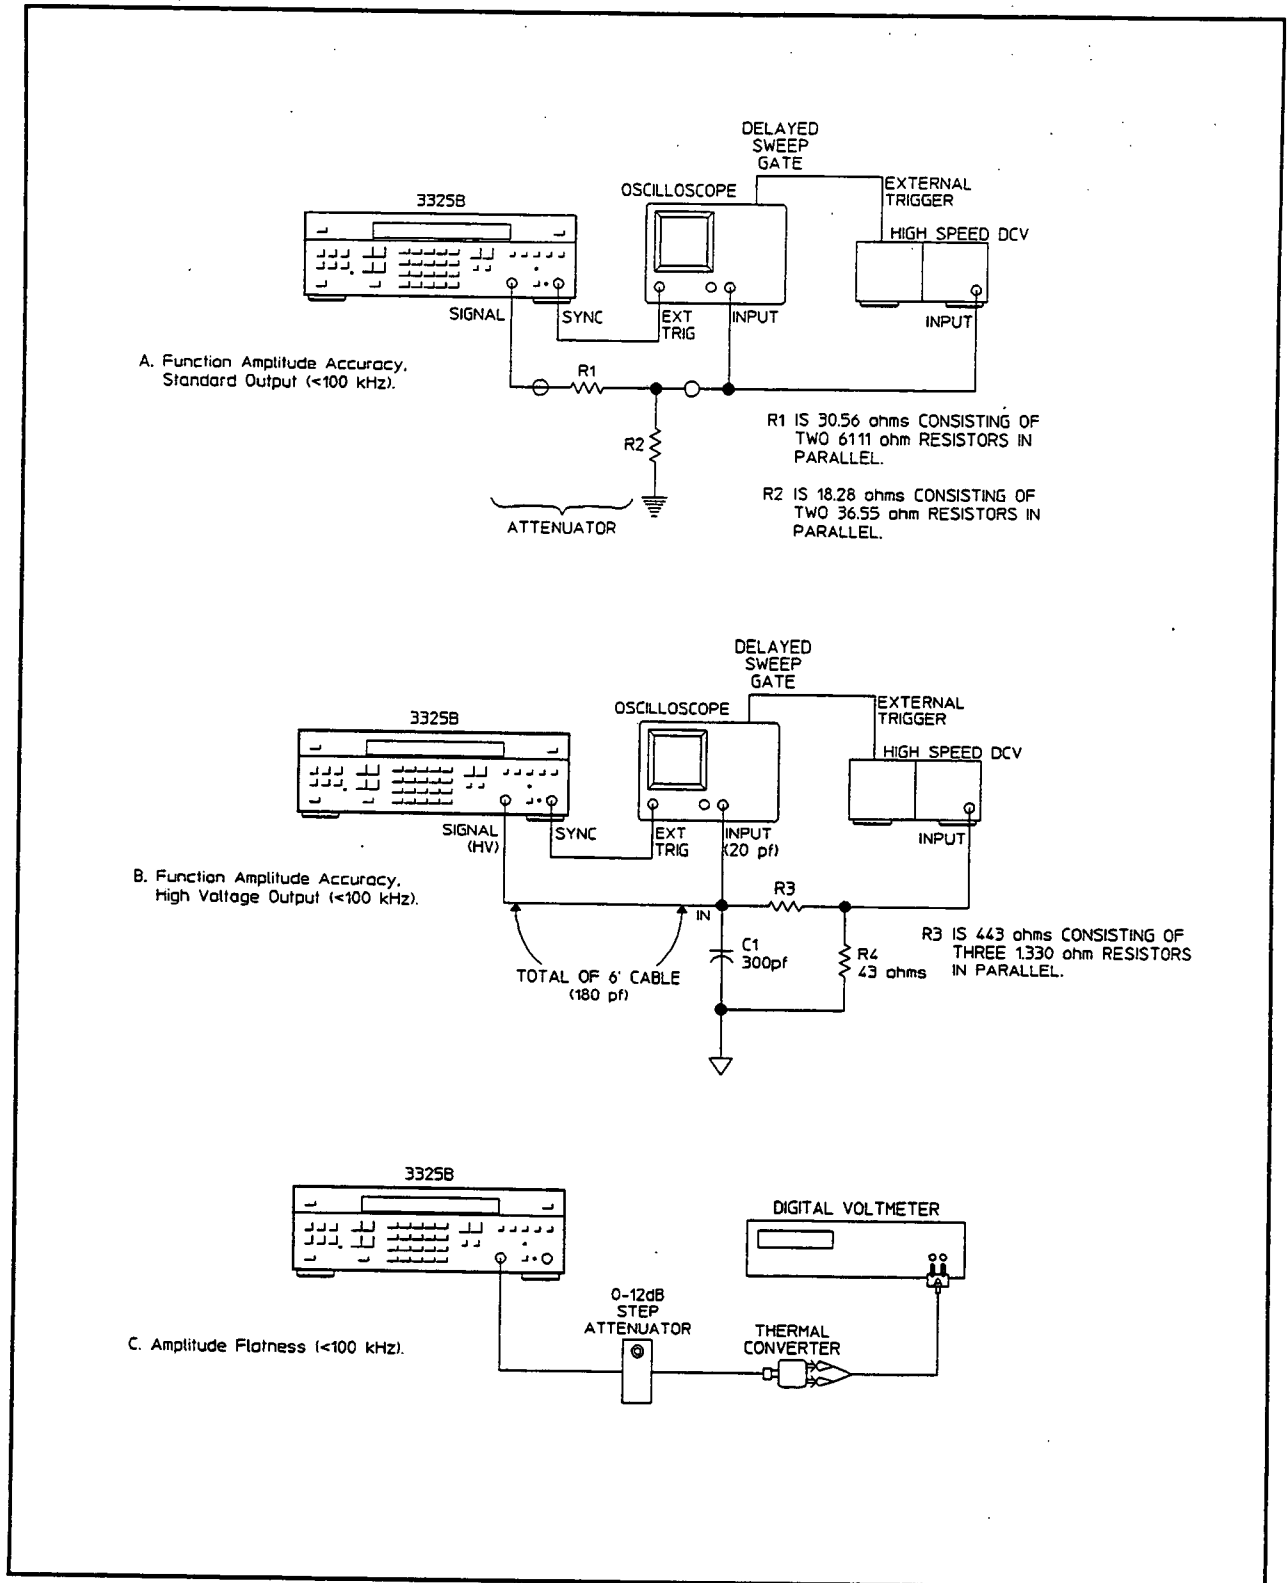 DELAYED
SWEEP
GATE
OSCILLOSCOPE
EXTERNAL
TRIGGER
3325B
HIGH SPEED DCV
SIGNAL
SYNC
EXT
TRIG
INPUT
INPUT
A. Function Amplitude Accuracy,
Standard Output (<100 kHz).
R1
R2
ATTENUATOR
R1 IS 30.56 ohms CONSISTING OF
TWO 6111 ohm RESISTORS IN
PARALLEL.
R2 IS 18.28 ohms CONSISTING OF
TWO 36.55 ohm RESISTORS IN
PARALLEL.
DELAYED
SWEEP
GATE
OSCILLOSCOPE
EXTERNAL
TRIGGER
3325B
HIGH SPEED DCV
SIGNAL
(HV)
SYNC
EXT
TRIG
INPUT
(20 pf)
INPUT
B. Function Amplitude Accuracy,
High Voltage Output (<100 kHz).
IN
R3
C1
300pf
R4
43 ohms
TOTAL OF 6' CABLE
(180 pf)
R3 IS 443 ohms CONSISTING OF
THREE 1.330 ohm RESISTORS
IN PARALLEL.
3325B
DIGITAL VOLTMETER
0-12dB
STEP
ATTENUATOR
THERMAL
CONVERTER
C. Amplitude Flatness (<100 kHz).